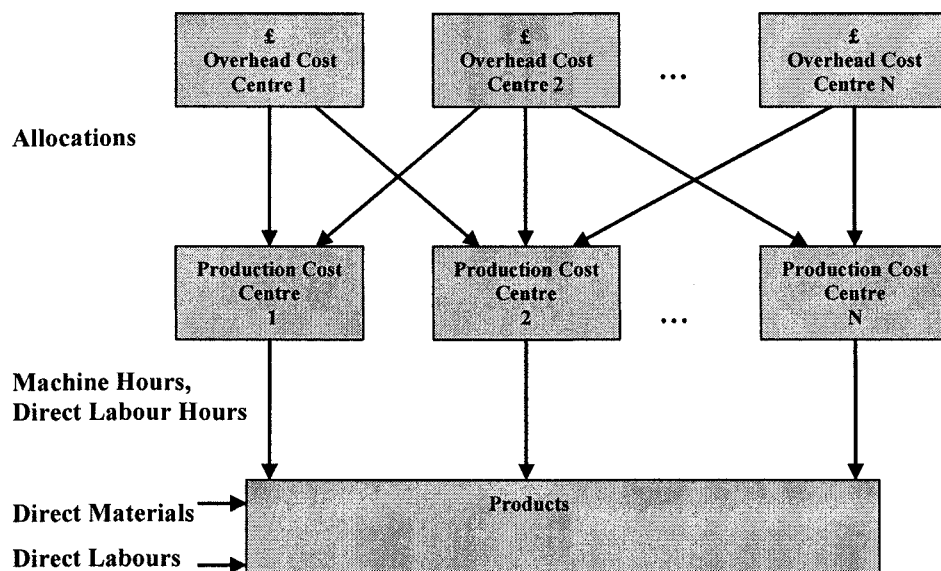 £
Overhead Cost
Centre 1
£
Overhead Cost
Centre 2
...
£
Overhead Cost
Centre N
Allocations
Production Cost
Centre
1
Production Cost
Centre
2
...
Production Cost
Centre
N
Machine Hours,
Direct Labour Hours
Direct Materials
Products
Direct Labours